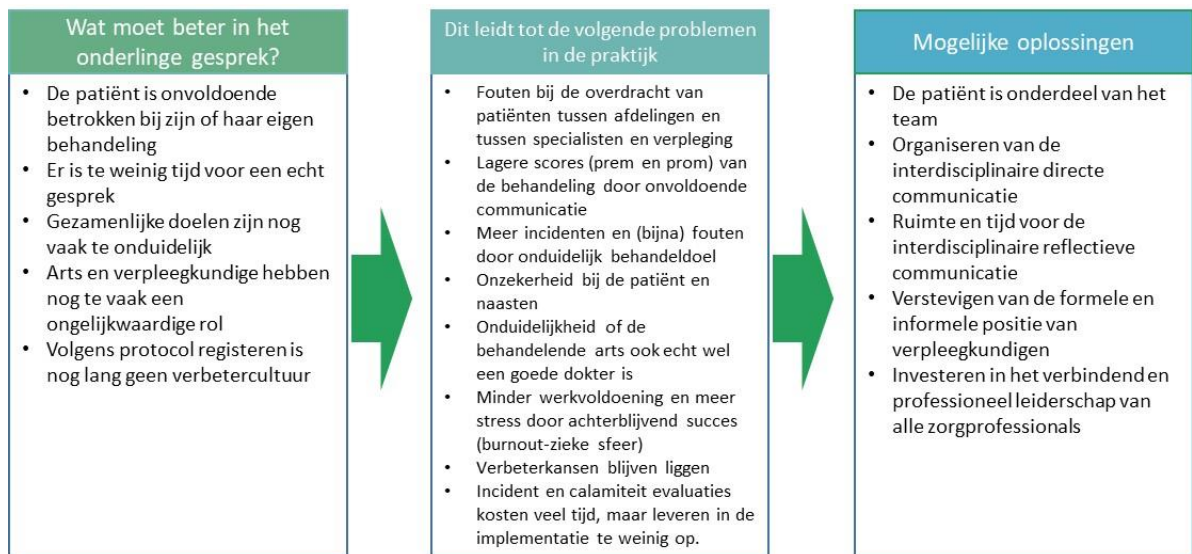 Wat moet beter in het
onderlinge gesprek?
• De patiënt is onvoldoende
betrokken bij zijn of haar eigen
behandeling
• Er is te weinig tijd voor een echt
gesprek
• Gezamenlijke doelen zijn nog
vaak te onduidelijk
• Arts en verpleegkundige hebben
nog te vaak een
ongelijkwaardige rol
• Volgens protocol registeren is
nog lang geen verbetercultuur
Dit leidt tot de volgende problemen
in de praktijk
• Fouten bij de overdracht van
patiënten tussen afdelingen en
tussen specialisten en verpleging
• Lagere scores (prem en prom) van
de behandeling door onvoldoende
communicatie
• Meer incidenten en (bijna) fouten
door onduidelijk behandeldoel
• Onzekerheid bij de patiënt en
naasten
• Onduidelijkheid of de
behandelende arts ook echt wel
een goede dokter is
• Minder werkvoldoening en meer
stress door achterblijvend succes
(burnout-zieke sfeer)
• Verbeterkansen blijven liggen
• Incident en calamiteit evaluaties
kosten veel tijd, maar leveren in de
implementatie te weinig op.
Mogelijke oplossingen
• De patiënt is onderdeel van het
team
• Organiseren van de
interdisciplinaire directe
communicatie
• Ruimte en tijd voor de
interdisciplinaire reflectieve
communicatie
• Verstevigen van de formele en
informele positie van
verpleegkundigen
• Investeren in het verbindend en
professioneel leiderschap van
alle zorgprofessionals